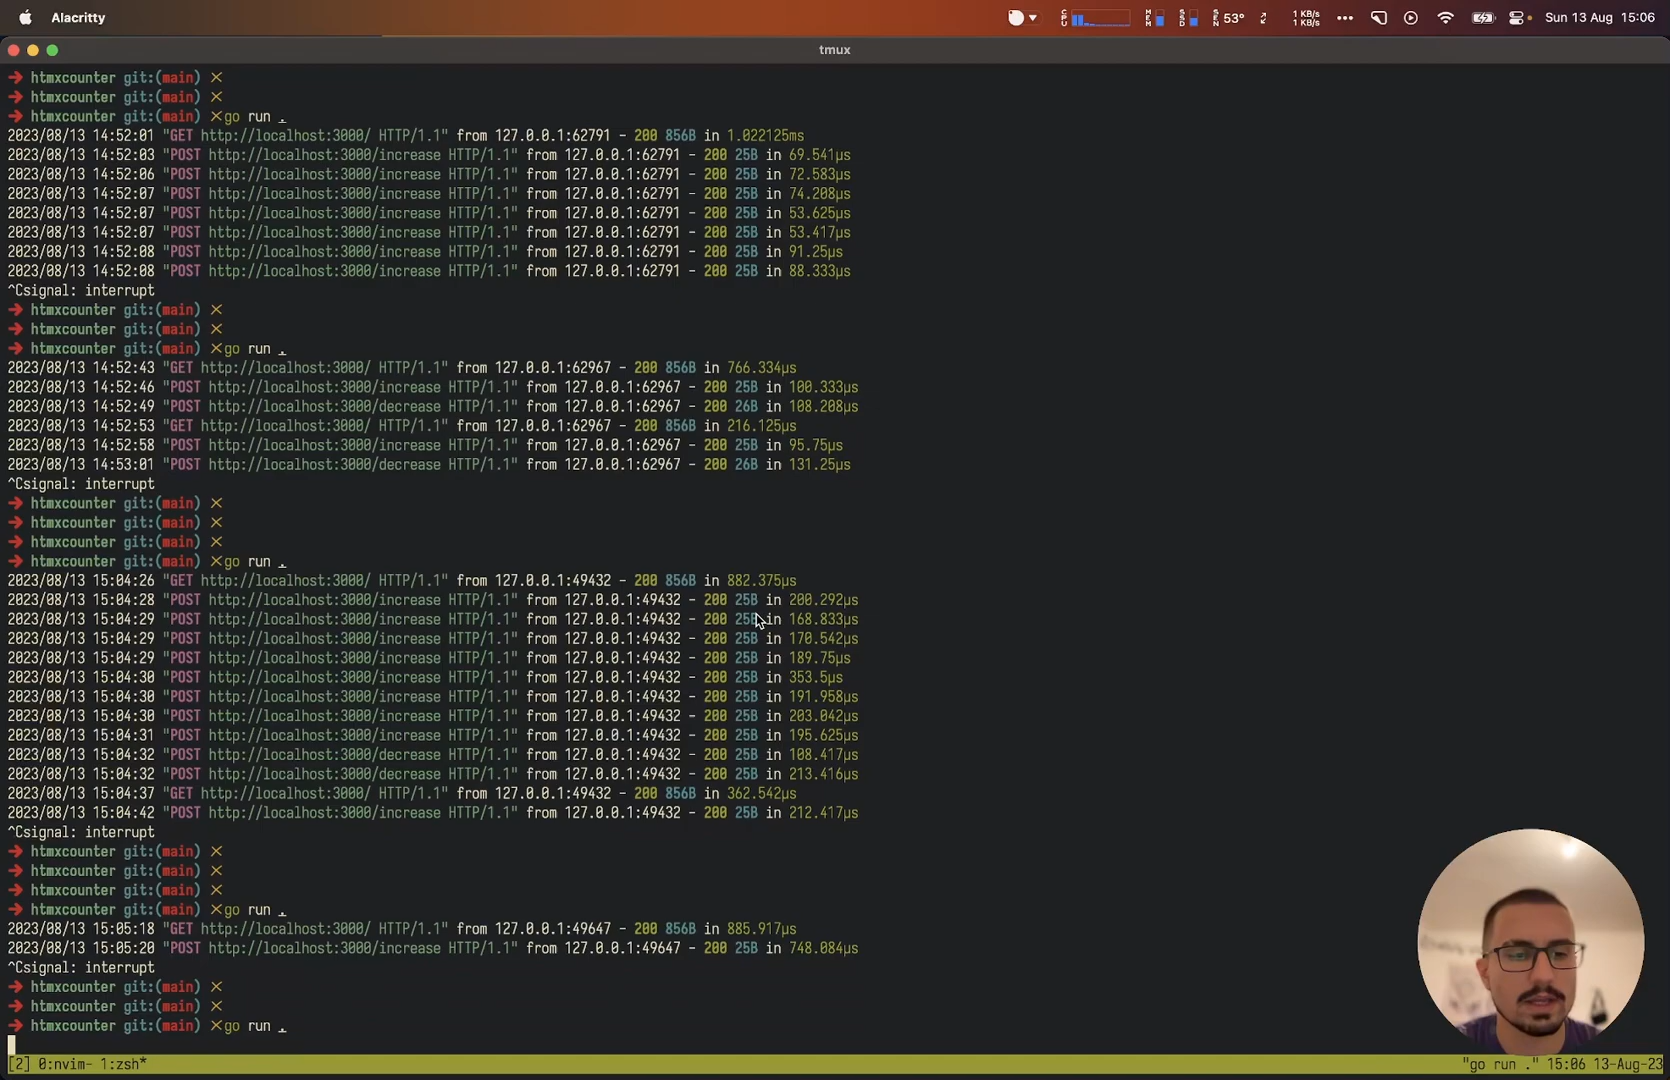 Alacritty
CPU MEM SSD SEN 53° 1 KB/s 1 KB/s Sun 13 Aug 15:06
tmux
➜ htmxcounter git:(main) ✗
➜ htmxcounter git:(main) ✗
➜ htmxcounter git:(main) ✗go run .
2023/08/13 14:52:01 "GET http://localhost:3000/ HTTP/1.1" from 127.0.0.1:62791 - 200 856B in 1.022125ms
2023/08/13 14:52:03 "POST http://localhost:3000/increase HTTP/1.1" from 127.0.0.1:62791 - 200 25B in 69.541µs
2023/08/13 14:52:06 "POST http://localhost:3000/increase HTTP/1.1" from 127.0.0.1:62791 - 200 25B in 72.583µs
2023/08/13 14:52:07 "POST http://localhost:3000/increase HTTP/1.1" from 127.0.0.1:62791 - 200 25B in 74.208µs
2023/08/13 14:52:07 "POST http://localhost:3000/increase HTTP/1.1" from 127.0.0.1:62791 - 200 25B in 53.625µs
2023/08/13 14:52:07 "POST http://localhost:3000/increase HTTP/1.1" from 127.0.0.1:62791 - 200 25B in 53.417µs
2023/08/13 14:52:08 "POST http://localhost:3000/increase HTTP/1.1" from 127.0.0.1:62791 - 200 25B in 91.25µs
2023/08/13 14:52:08 "POST http://localhost:3000/increase HTTP/1.1" from 127.0.0.1:62791 - 200 25B in 88.333µs
^Csignal: interrupt
➜ htmxcounter git:(main) ✗
➜ htmxcounter git:(main) ✗
➜ htmxcounter git:(main) ✗go run .
2023/08/13 14:52:43 "GET http://localhost:3000/ HTTP/1.1" from 127.0.0.1:62967 - 200 856B in 766.334µs
2023/08/13 14:52:46 "POST http://localhost:3000/increase HTTP/1.1" from 127.0.0.1:62967 - 200 25B in 100.333µs
2023/08/13 14:52:49 "POST http://localhost:3000/decrease HTTP/1.1" from 127.0.0.1:62967 - 200 26B in 108.208µs
2023/08/13 14:52:53 "GET http://localhost:3000/ HTTP/1.1" from 127.0.0.1:62967 - 200 856B in 216.125µs
2023/08/13 14:52:58 "POST http://localhost:3000/increase HTTP/1.1" from 127.0.0.1:62967 - 200 25B in 95.75µs
2023/08/13 14:53:01 "POST http://localhost:3000/decrease HTTP/1.1" from 127.0.0.1:62967 - 200 26B in 131.25µs
^Csignal: interrupt
➜ htmxcounter git:(main) ✗
➜ htmxcounter git:(main) ✗
➜ htmxcounter git:(main) ✗
➜ htmxcounter git:(main) ✗go run .
2023/08/13 15:04:26 "GET http://localhost:3000/ HTTP/1.1" from 127.0.0.1:49432 - 200 856B in 882.375µs
2023/08/13 15:04:28 "POST http://localhost:3000/increase HTTP/1.1" from 127.0.0.1:49432 - 200 25B in 200.292µs
2023/08/13 15:04:29 "POST http://localhost:3000/increase HTTP/1.1" from 127.0.0.1:49432 - 200 25B in 168.833µs
2023/08/13 15:04:29 "POST http://localhost:3000/increase HTTP/1.1" from 127.0.0.1:49432 - 200 25B in 170.542µs
2023/08/13 15:04:29 "POST http://localhost:3000/increase HTTP/1.1" from 127.0.0.1:49432 - 200 25B in 189.75µs
2023/08/13 15:04:30 "POST http://localhost:3000/increase HTTP/1.1" from 127.0.0.1:49432 - 200 25B in 353.5µs
2023/08/13 15:04:30 "POST http://localhost:3000/increase HTTP/1.1" from 127.0.0.1:49432 - 200 25B in 191.958µs
2023/08/13 15:04:30 "POST http://localhost:3000/increase HTTP/1.1" from 127.0.0.1:49432 - 200 25B in 203.042µs
2023/08/13 15:04:31 "POST http://localhost:3000/increase HTTP/1.1" from 127.0.0.1:49432 - 200 25B in 195.625µs
2023/08/13 15:04:32 "POST http://localhost:3000/decrease HTTP/1.1" from 127.0.0.1:49432 - 200 25B in 108.417µs
2023/08/13 15:04:32 "POST http://localhost:3000/decrease HTTP/1.1" from 127.0.0.1:49432 - 200 25B in 213.416µs
2023/08/13 15:04:37 "GET http://localhost:3000/ HTTP/1.1" from 127.0.0.1:49432 - 200 856B in 362.542µs
2023/08/13 15:04:42 "POST http://localhost:3000/increase HTTP/1.1" from 127.0.0.1:49432 - 200 25B in 212.417µs
^Csignal: interrupt
➜ htmxcounter git:(main) ✗
➜ htmxcounter git:(main) ✗
➜ htmxcounter git:(main) ✗
➜ htmxcounter git:(main) ✗go run .
2023/08/13 15:05:18 "GET http://localhost:3000/ HTTP/1.1" from 127.0.0.1:49647 - 200 856B in 885.917µs
2023/08/13 15:05:20 "POST http://localhost:3000/increase HTTP/1.1" from 127.0.0.1:49647 - 200 25B in 748.084µs
^Csignal: interrupt
➜ htmxcounter git:(main) ✗
➜ htmxcounter git:(main) ✗
➜ htmxcounter git:(main) ✗go run .
[2] 0:nvim- 1:zsh* "go run ." 15:06 13-Aug-23